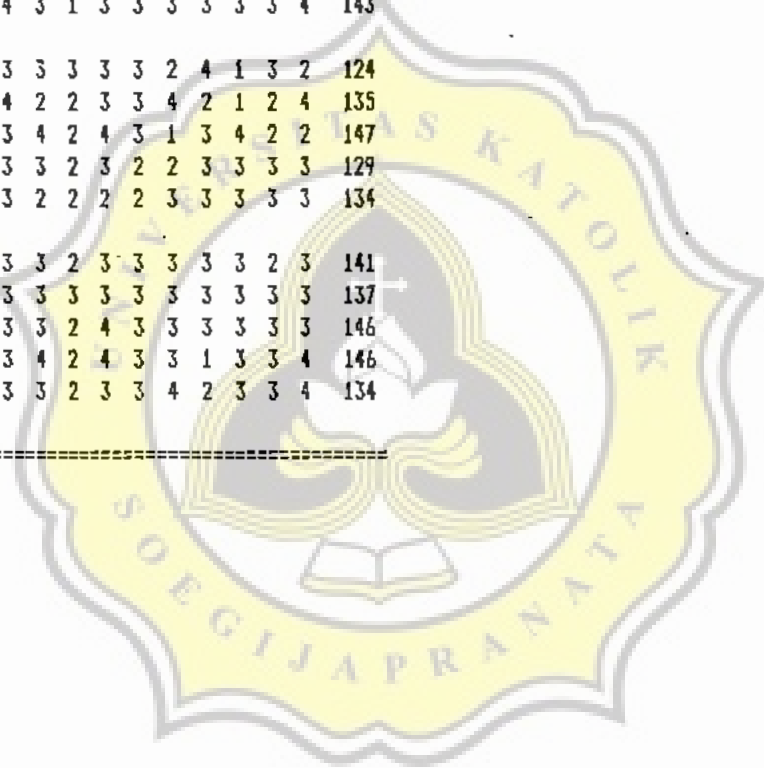 4 3 1 3 3 3 3 3 3 4 143
3 3 3 3 3 2 4 1 3 2 124
4 2 2 3 3 4 2 1 2 4 135
3 4 2 4 3 1 3 4 2 2 147
3 3 2 3 2 2 3 3 3 3 129
3 2 2 2 2 3 3 3 3 3 134
3 3 2 3 3 3 3 3 2 3 141
3 3 3 3 3 3 3 3 3 3 137
3 3 2 4 3 3 3 3 3 3 146
3 4 2 4 3 3 1 3 3 4 146
3 3 2 3 3 4 2 3 3 4 134
UNIVERSITAS KATOLIK
SOEGIJAPRANATA